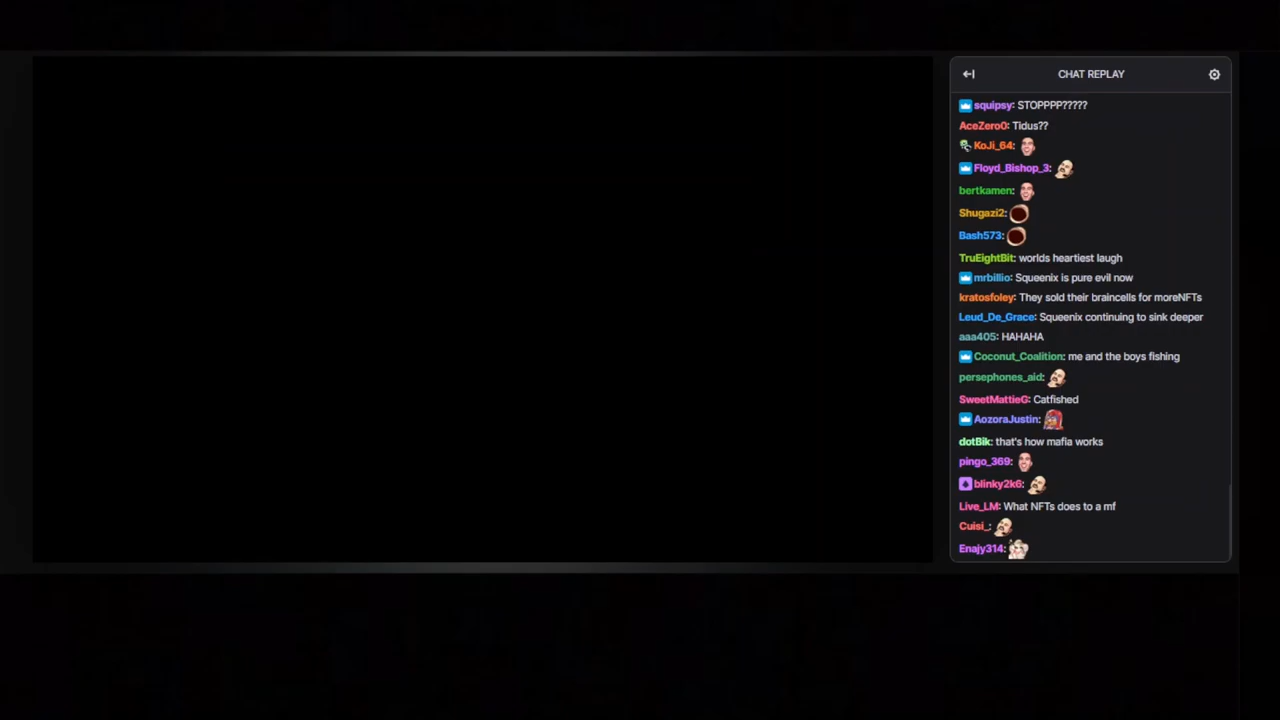 CHAT REPLAY
squipsy: STOPPPP?????
AceZero0: Tidus??
KoJi_64:
Floyd_Bishop_3:
bertkamen:
Shugazi2:
Bash573:
TruEightBit: worlds heartiest laugh
mrbillio: Squeenix is pure evil now
kratosfoley: They sold their braincells for moreNFTs
Leud_De_Grace: Squeenix continuing to sink deeper
aaa405: HAHAHA
Coconut_Coalition: me and the boys fishing
persephones_aid:
SweetMattieG: Catfished
AozoraJustin:
dotBik: that's how mafia works
pingo_369:
blinky2k6:
Live_LM: What NFTs does to a mf
Cuisi_:
Enajy314: